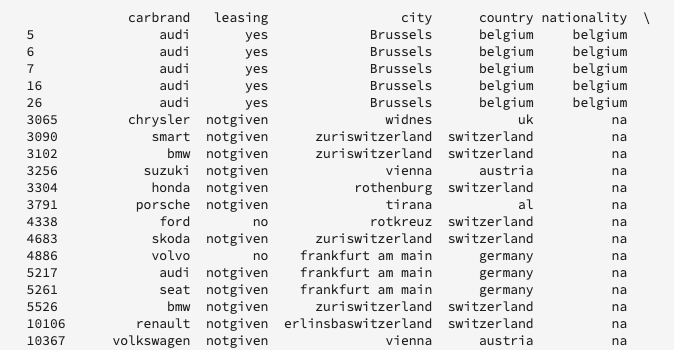 carbrand leasing city country nationality \
5 audi yes Brussels belgium belgium
6 audi yes Brussels belgium belgium
7 audi yes Brussels belgium belgium
16 audi yes Brussels belgium belgium
26 audi yes Brussels belgium belgium
3065 chrysler notgiven widnes uk na
3090 smart notgiven zuriswitzerland switzerland na
3102 bmw notgiven zuriswitzerland switzerland na
3256 suzuki notgiven vienna austria na
3304 honda notgiven rothenburg switzerland na
3791 porsche notgiven tirana al na
4338 ford no rotkreuz switzerland na
4683 skoda notgiven zuriswitzerland switzerland na
4886 volvo no frankfurt am main germany na
5217 audi notgiven frankfurt am main germany na
5261 seat notgiven frankfurt am main germany na
5526 bmw notgiven zuriswitzerland switzerland na
10106 renault notgiven erlinsbaswitzerland switzerland na
10367 volkswagen notgiven vienna austria na